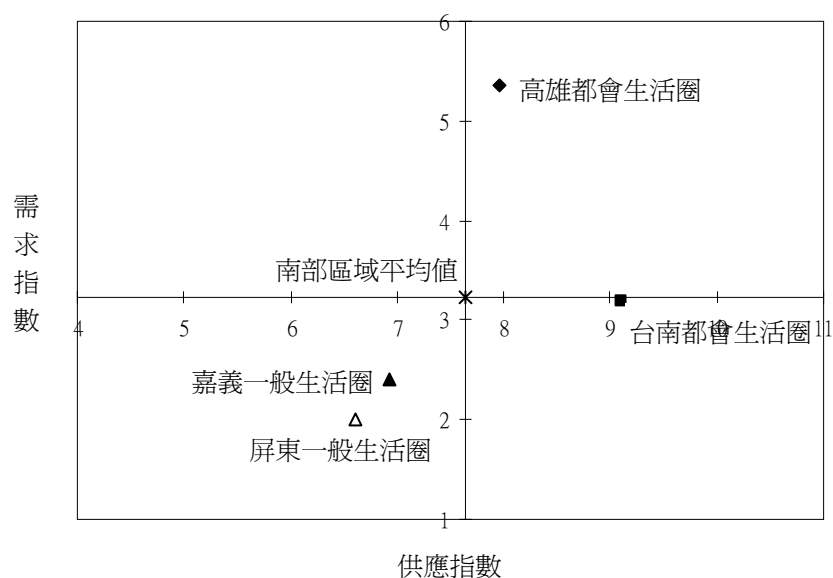 6
高雄都會生活圈
5
需求指數
4
南部區域平均值
4 5 6 7 3 8 9 10 11
台南都會生活圈
嘉義一般生活圈
2
屏東一般生活圈
1
供應指數